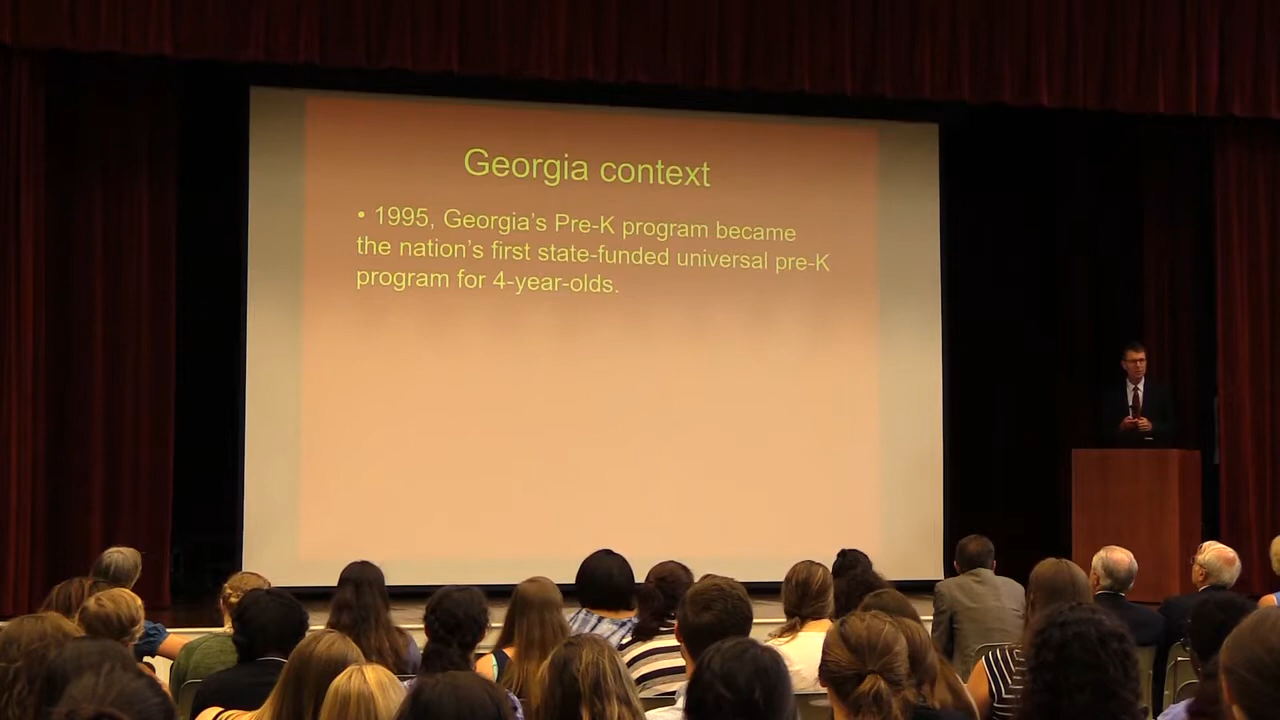 Georgia context
• 1995, Georgia's Pre-K program became
the nation's first state-funded universal pre-K
program for 4-year-olds.